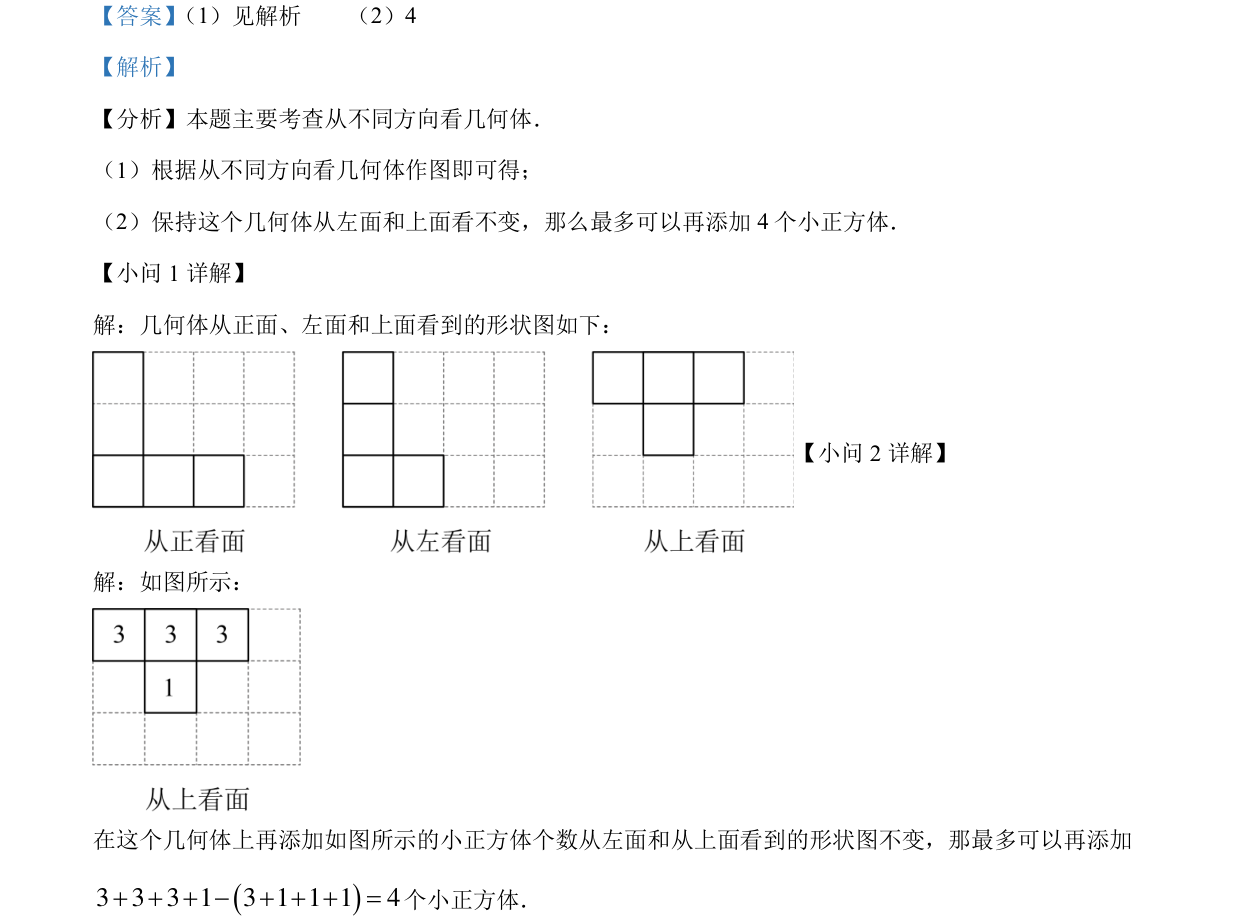 【答案】（1）见解析　　（2）4
【解析】
【分析】本题主要考查从不同方向看几何体．
（1）根据从不同方向看几何体作图即可得；
（2）保持这个几何体从左面和上面看不变，那么最多可以再添加 4 个小正方体．
【小问 1 详解】
解：几何体从正面、左面和上面看到的形状图如下：
【小问 2 详解】
从正看面 从左看面 从上看面
解：如图所示：
3 3 3
1
从上看面
在这个几何体上再添加如图所示的小正方体个数从左面和从上面看到的形状图不变，那最多可以再添加
3+3+3+1−(3+1+1+1)=4个小正方体．